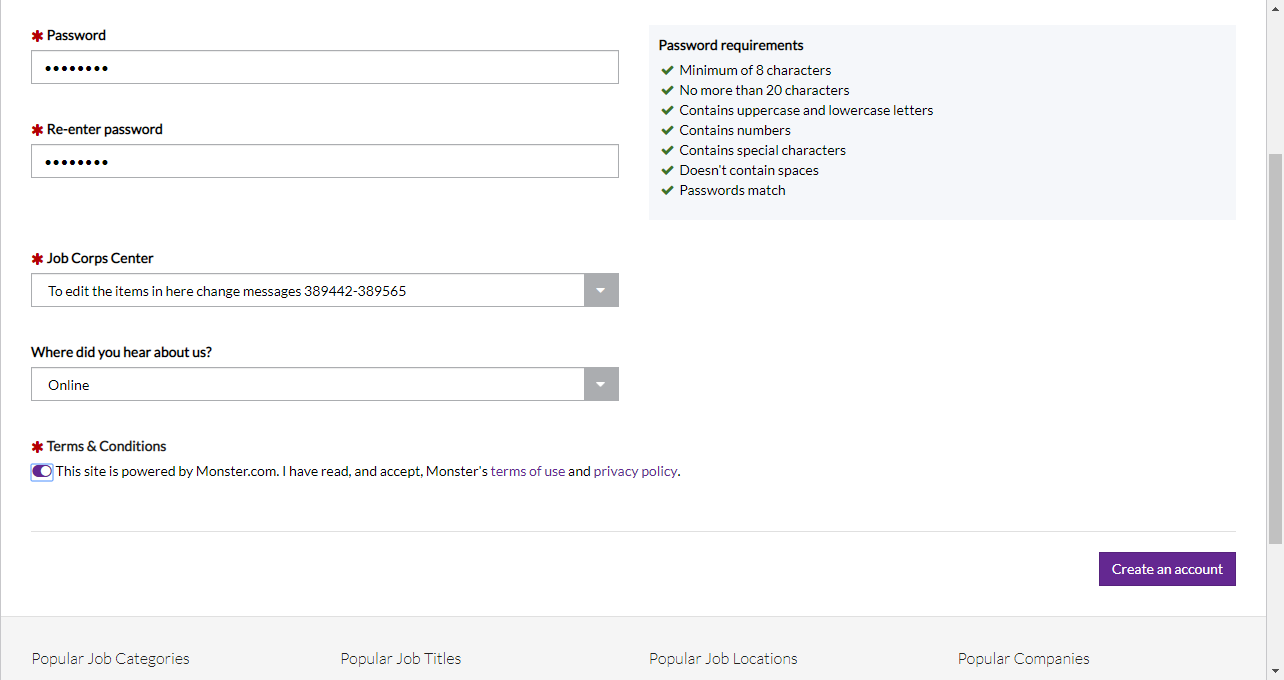 ✱ Password
••••••••
✱ Re-enter password
••••••••
Password requirements
✔ Minimum of 8 characters
✔ No more than 20 characters
✔ Contains uppercase and lowercase letters
✔ Contains numbers
✔ Contains special characters
✔ Doesn't contain spaces
✔ Passwords match
✱ Job Corps Center
To edit the items in here change messages 389442-389565
Where did you hear about us?
Online
✱ Terms & Conditions
This site is powered by Monster.com. I have read, and accept, Monster's terms of use and privacy policy.
Create an account
Popular Job Categories
Popular Job Titles
Popular Job Locations
Popular Companies